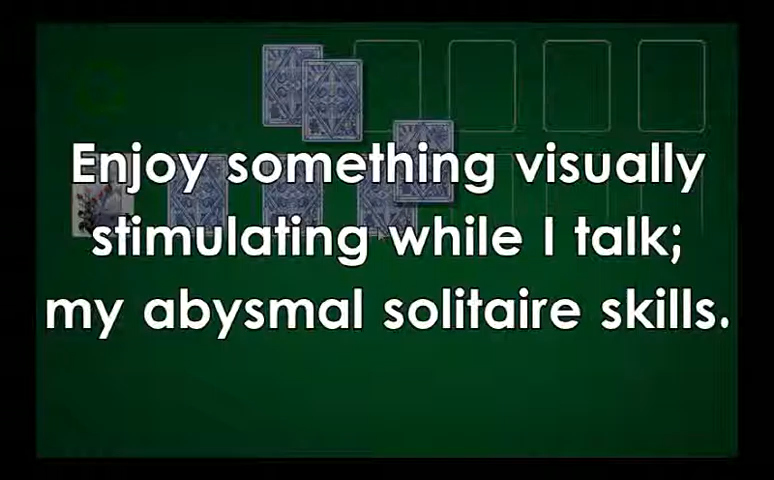 Enjoy something visually
stimulating while I talk;
my abysmal solitaire skills.